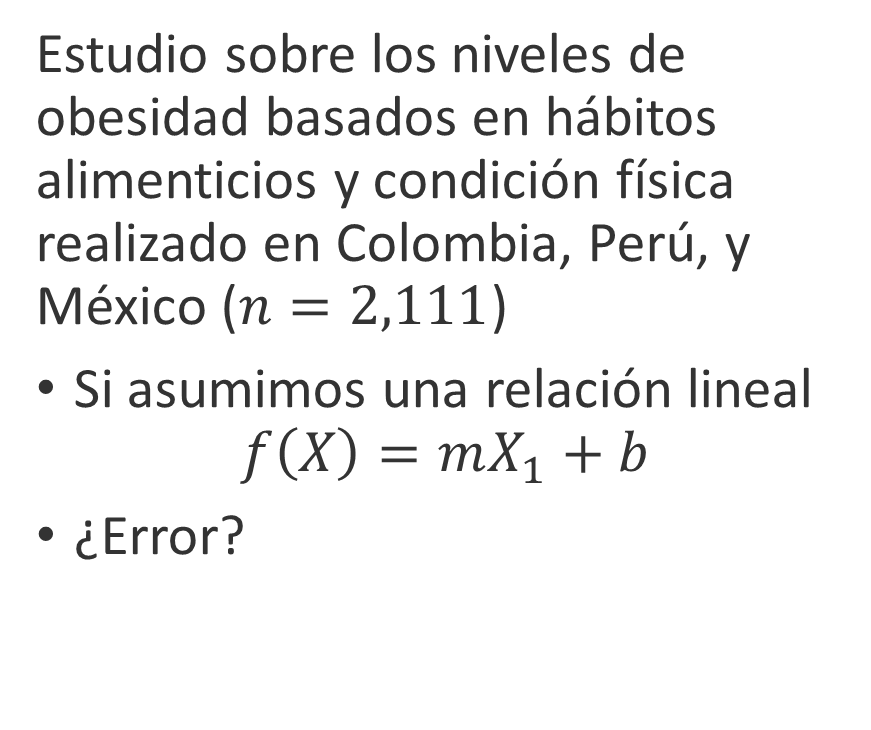 Estudio sobre los niveles de
obesidad basados en hábitos
alimenticios y condición física
realizado en Colombia, Perú, y
México (n = 2,111)
• Si asumimos una relación lineal
f(X) = mX₁ + b
• ¿Error?